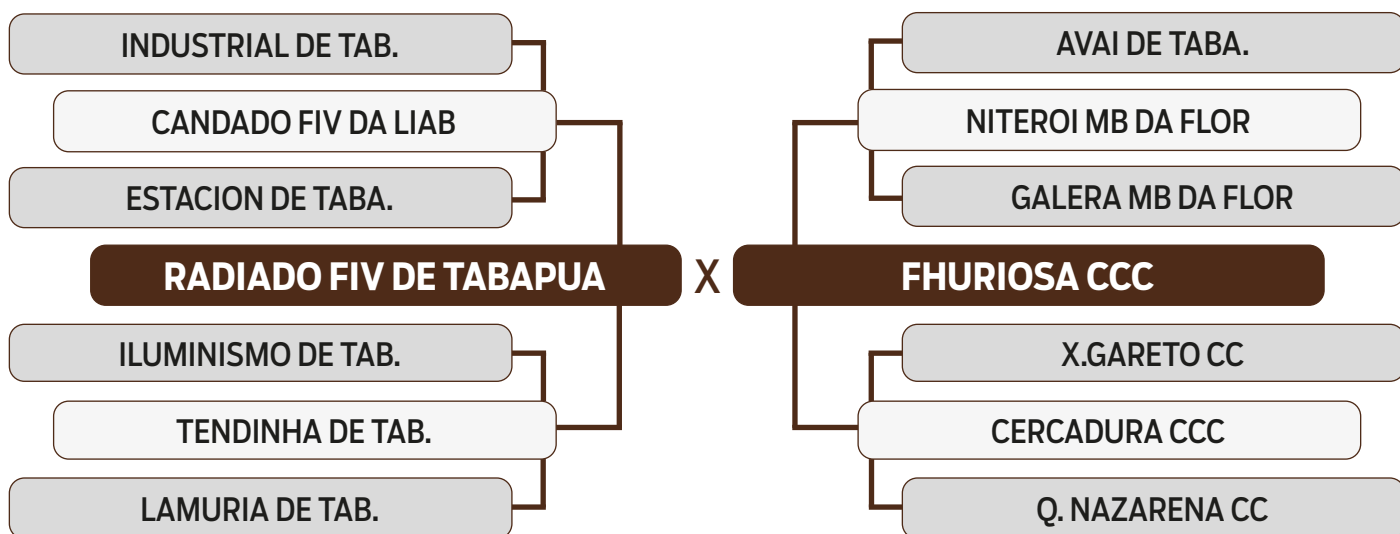 INDUSTRIAL DE TAB.
CANDADO FIV DA LIAB
ESTACION DE TABA.
RADIADO FIV DE TABAPUA
ILUMINISMO DE TAB.
TENDINHA DE TAB.
LAMURIA DE TAB.
X
AVAI DE TABA.
NITEROI MB DA FLOR
GALERA MB DA FLOR
FHURIOSA CCC
X.GARETO CC
CERCADURA CCC
Q. NAZARENA CC